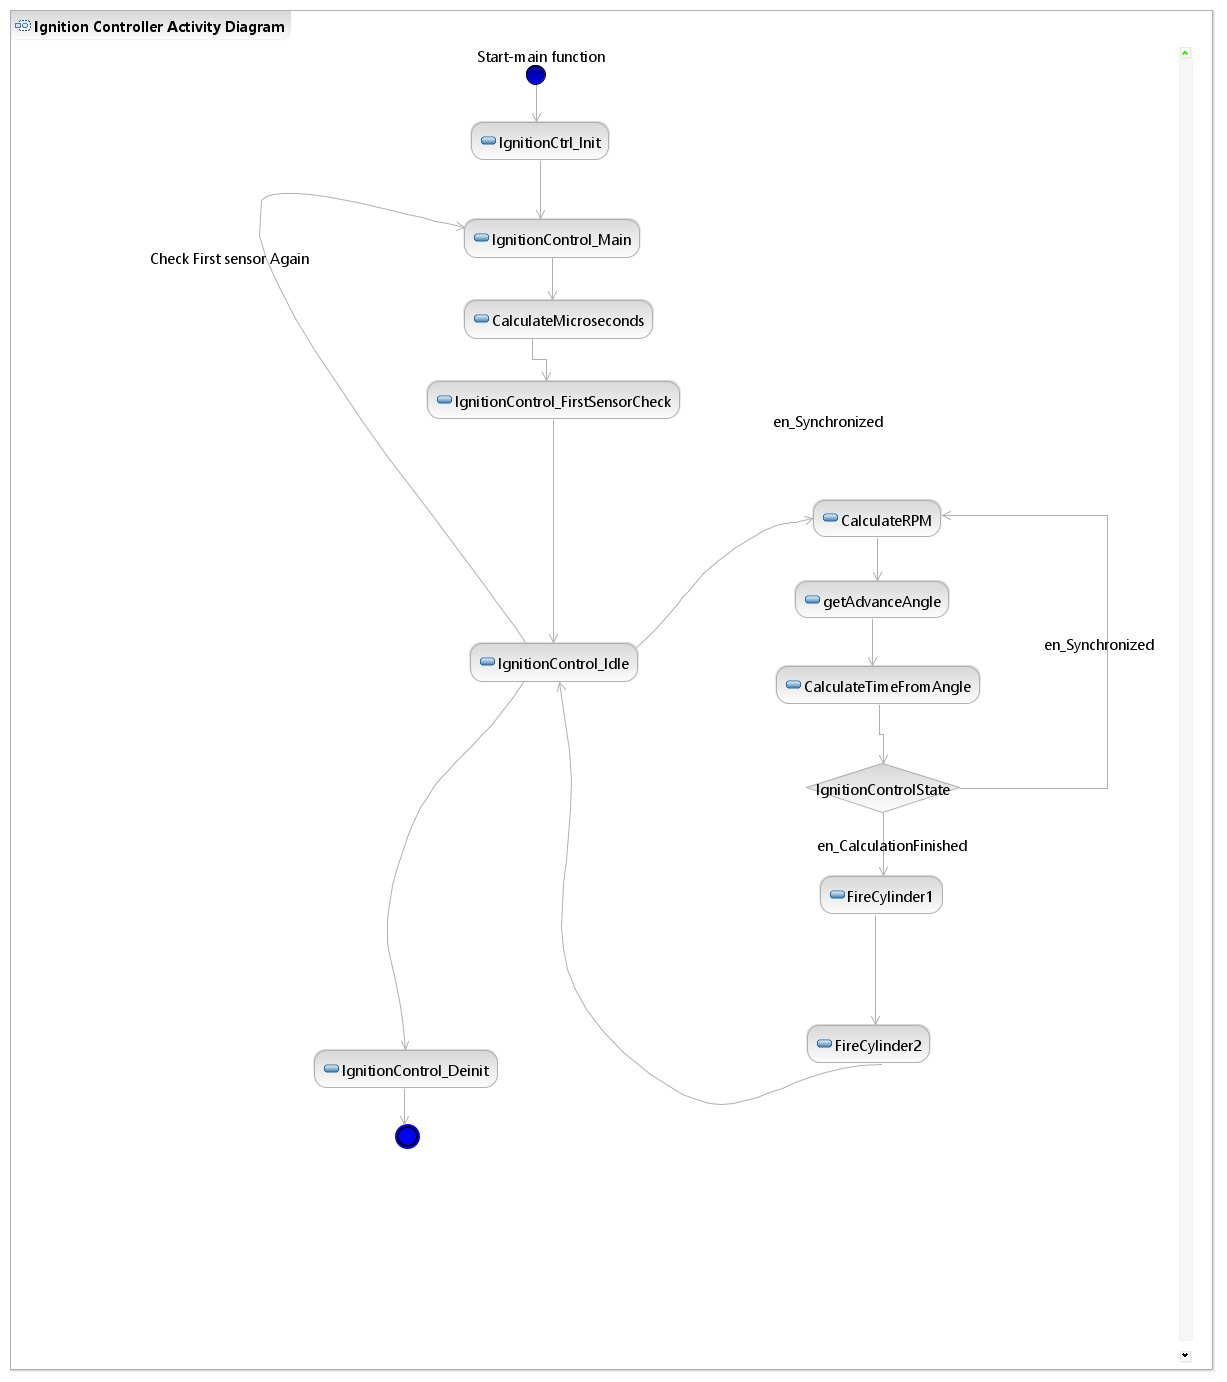 Ignition Controller Activity Diagram
Start-main function
IgnitionCtrl_Init
IgnitionControl_Main
Check First sensor Again
CalculateMicroseconds
IgnitionControl_FirstSensorCheck
en_Synchronized
CalculateRPM
getAdvanceAngle
en_Synchronized
IgnitionControl_Idle
CalculateTimeFromAngle
IgnitionControlState
en_CalculationFinished
FireCylinder1
FireCylinder2
IgnitionControl_Deinit